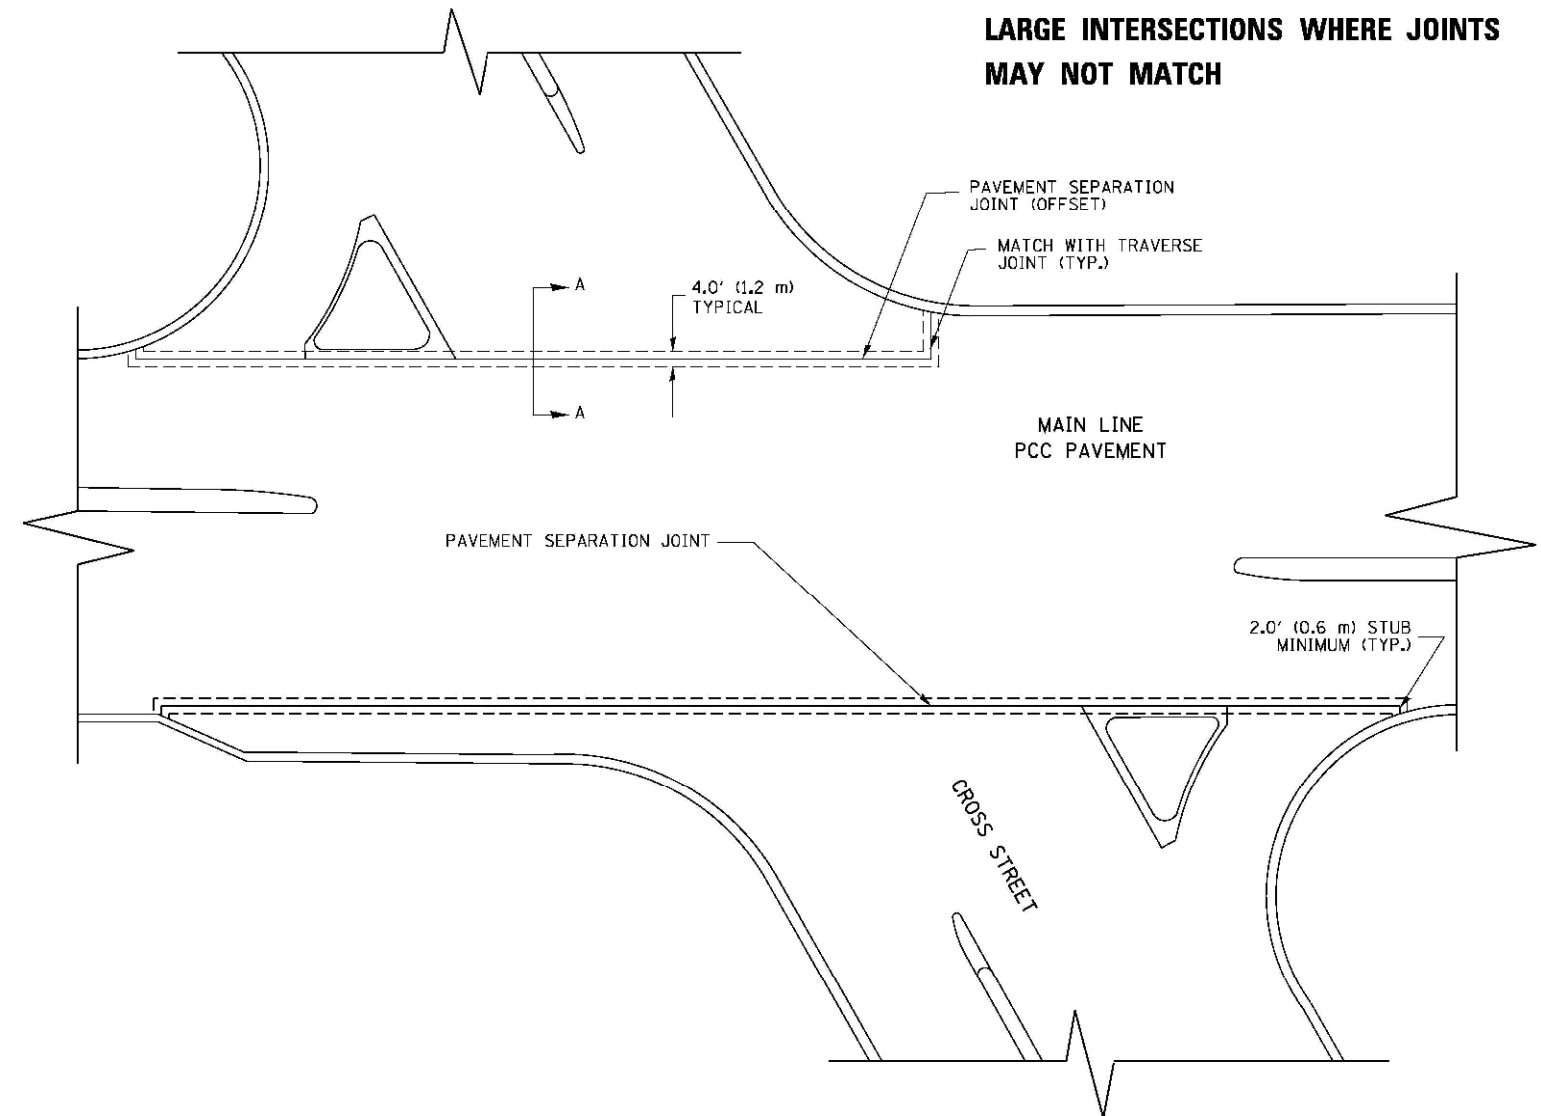 LARGE INTERSECTIONS WHERE JOINTS
MAY NOT MATCH
PAVEMENT SEPARATION
JOINT (OFFSET)
MATCH WITH TRAVERSE
JOINT (TYP.)
A
4.0' (1.2 m)
TYPICAL
A
MAIN LINE
PCC PAVEMENT
PAVEMENT SEPARATION JOINT
2.0' (0.6 m) STUB
MINIMUM (TYP.)
CROSS STREET